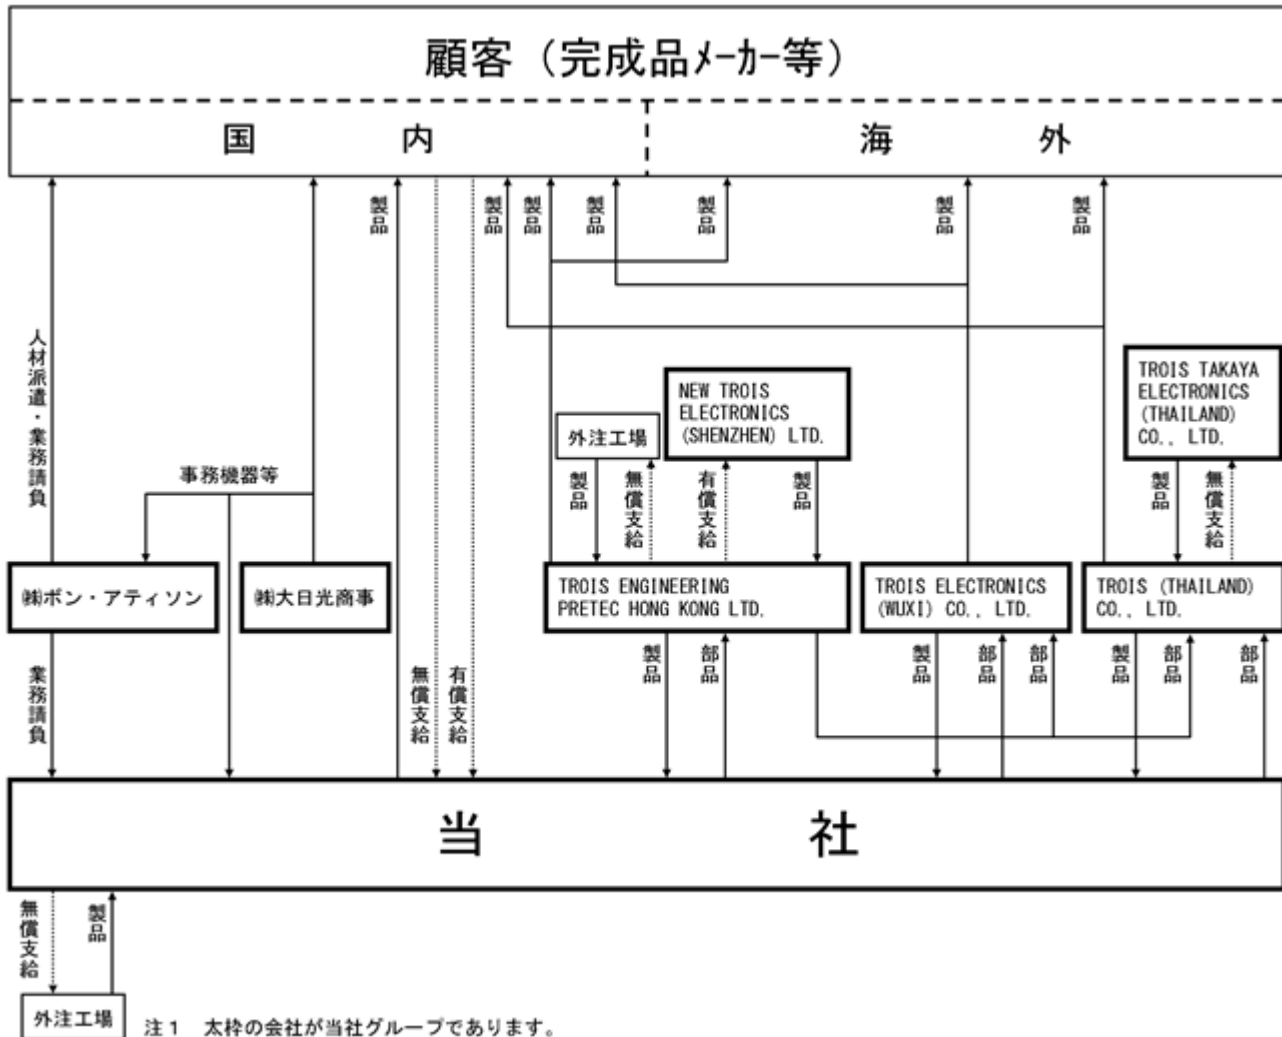 顧客（完成品メーカー等）
国内
海外
製品
製品
製品
製品
製品
製品
製品
人材派遣・業務請負
事務機器等
外注工場
NEW TROIS
ELECTRONICS
(SHENZHEN) LTD.
TROIS TAKAYA
ELECTRONICS
(THAILAND)
CO., LTD.
製品
無償支給
有償支給
製品
製品
無償支給
㈱ボン・アティソン
㈱大日光商事
TROIS ENGINEERING
PRETEC HONG KONG LTD.
TROIS ELECTRONICS
(WUXI) CO., LTD.
TROIS (THAILAND)
CO., LTD.
業務請負
無償支給
有償支給
製品
部品
製品
部品
部品
製品
部品
部品
当社
無償支給
製品
外注工場
注1 太枠の会社が当社グループであります。